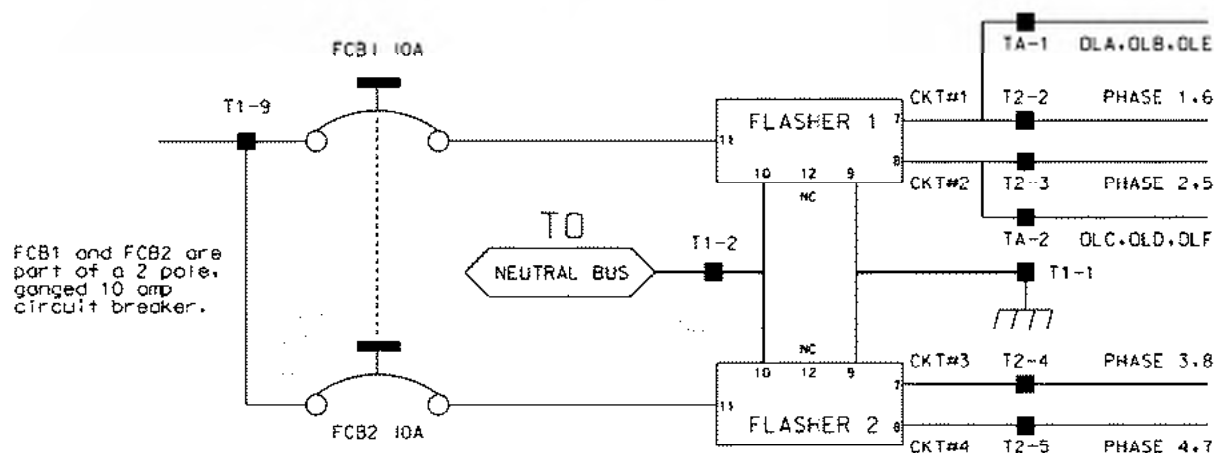 FCB1 10A
T1-9
FCB1 and FCB2 are
part of a 2 pole,
ganged 10 amp
circuit breaker.
FCB2 10A
TO
NEUTRAL BUS
T1-2
FLASHER 1
11
7
8
10 12 9
NC
CKT#1
CKT#2
TA-1 OLA,OLB,OLE
T2-2 PHASE 1,6
T2-3 PHASE 2,5
TA-2 OLC,OLD,OLF
T1-1
NC
10 12 9
11
7
8
FLASHER 2
CKT#3 T2-4 PHASE 3,8
CKT#4 T2-5 PHASE 4,7